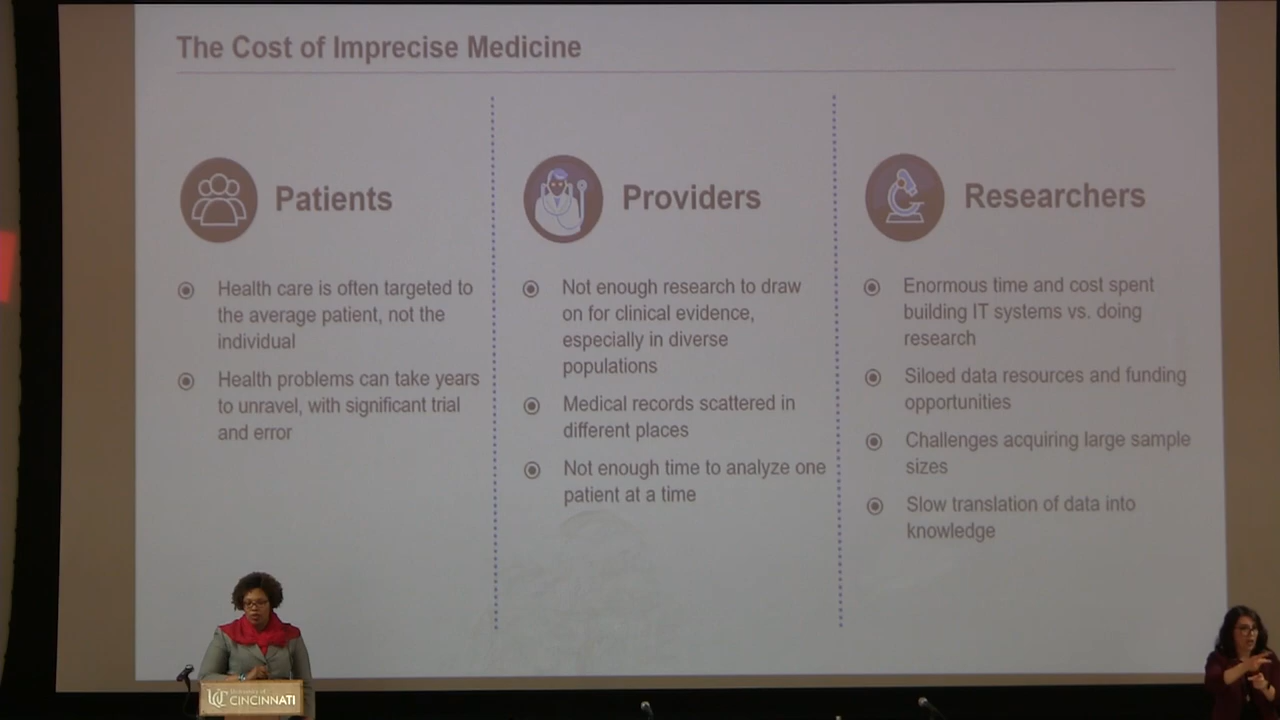 The Cost of Imprecise Medicine
Patients
Health care is often targeted to
the average patient, not the
individual
Health problems can take years
to unravel, with significant trial
and error
Providers
Not enough research to draw
on for clinical evidence,
especially in diverse
populations
Medical records scattered in
different places
Not enough time to analyze one
patient at a time
Researchers
Enormous time and cost spent
building IT systems vs. doing
research
Siloed data resources and funding
opportunities
Challenges acquiring large sample
sizes
Slow translation of data into
knowledge
UC
University of
CINCINNATI